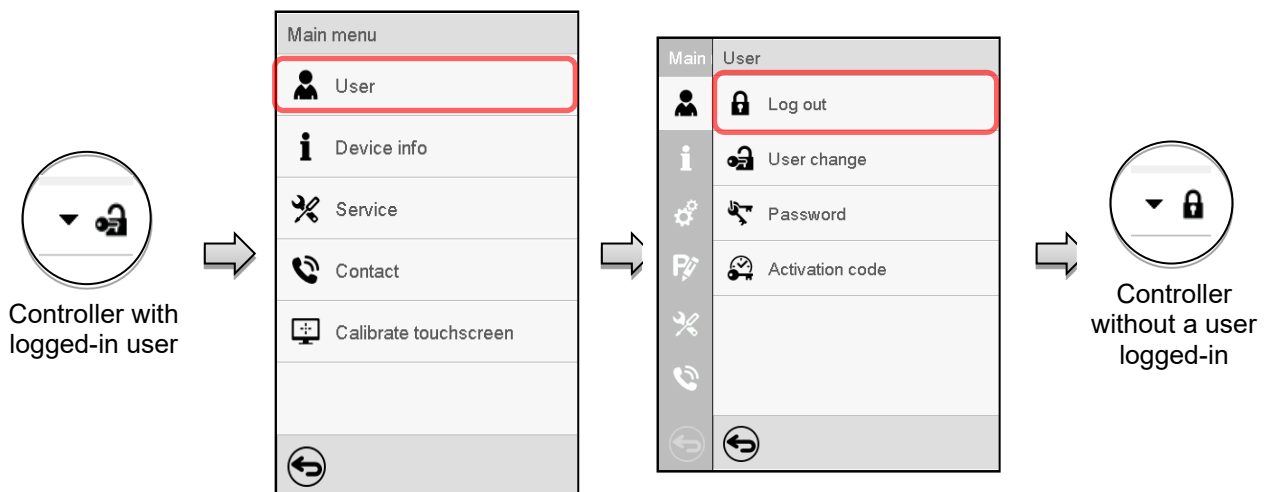 Controller with
logged-in user
Main menu
User
Device info
Service
Contact
Calibrate touchscreen
Main
User
Log out
User change
Password
Activation code
Controller
without a user
logged-in